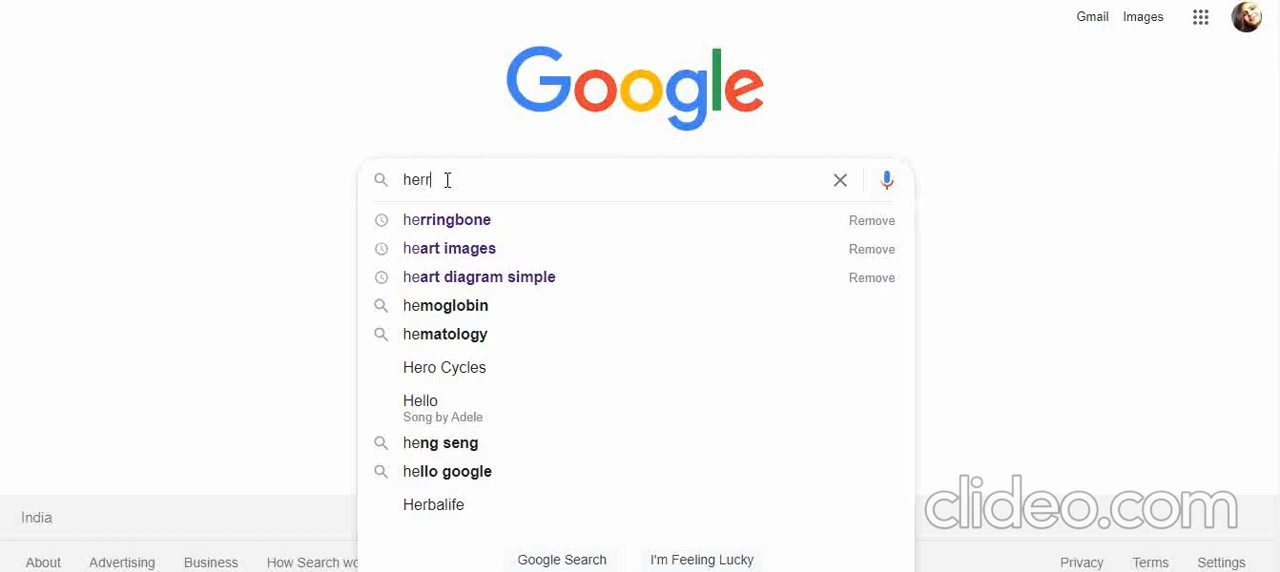 Gmail Images
Google
herr
herringbone Remove
heart images Remove
heart diagram simple Remove
hemoglobin
hematology
Hero Cycles
Hello
Song by Adele
heng seng
hello google
Herbalife
clideo.com
India
Google Search I'm Feeling Lucky
About Advertising Business How Search wo Privacy Terms Settings